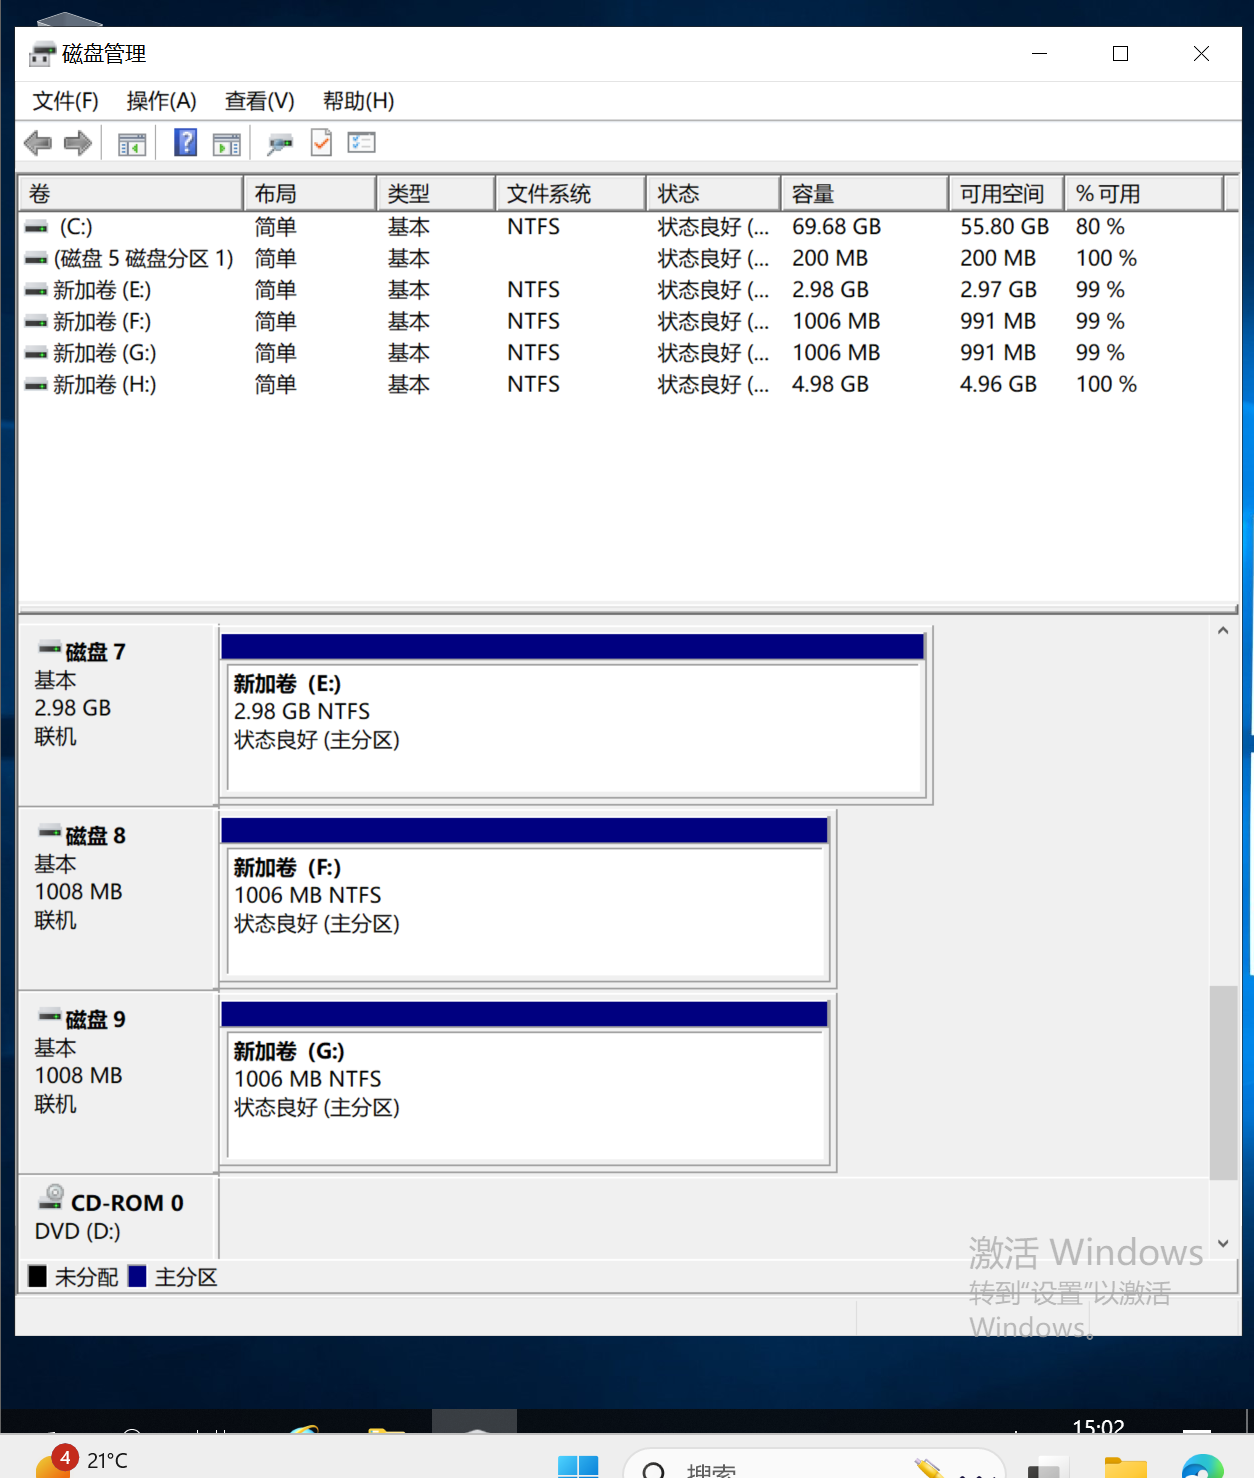 磁盘管理
文件(F) 操作(A) 查看(V) 帮助(H)
卷 布局 类型 文件系统 状态 容量 可用空间 % 可用
(C:) 简单 基本 NTFS 状态良好 (... 69.68 GB 55.80 GB 80 %
(磁盘 5 磁盘分区 1) 简单 基本 状态良好 (... 200 MB 200 MB 100 %
新加卷 (E:) 简单 基本 NTFS 状态良好 (... 2.98 GB 2.97 GB 99 %
新加卷 (F:) 简单 基本 NTFS 状态良好 (... 1006 MB 991 MB 99 %
新加卷 (G:) 简单 基本 NTFS 状态良好 (... 1006 MB 991 MB 99 %
新加卷 (H:) 简单 基本 NTFS 状态良好 (... 4.98 GB 4.96 GB 100 %
磁盘 7
基本
2.98 GB
联机
新加卷 (E:)
2.98 GB NTFS
状态良好 (主分区)
磁盘 8
基本
1008 MB
联机
新加卷 (F:)
1006 MB NTFS
状态良好 (主分区)
磁盘 9
基本
1008 MB
联机
新加卷 (G:)
1006 MB NTFS
状态良好 (主分区)
CD-ROM 0
DVD (D:)
未分配 主分区
激活 Windows
转到“设置”以激活
Windows。
15:02
4 21°C
搜索